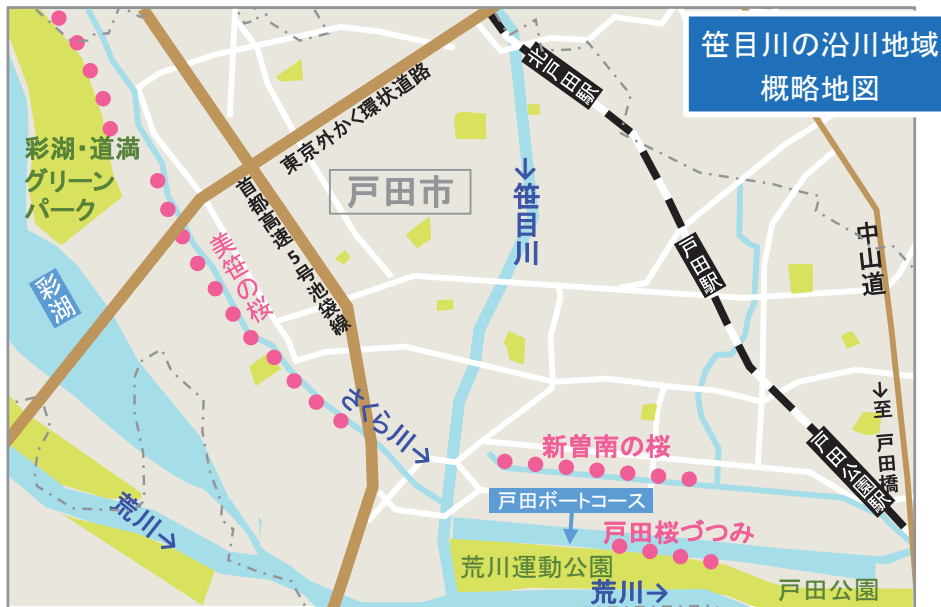 笹目川の沿川地域
概略地図
北戸田駅
東京外かく環状道路
彩湖・道満
グリーン
パーク
戸田市
↓笹目川
首都高速5号池袋線
戸田駅
中山道
美笹の桜
彩湖
さくら川→
↓至 戸田橋
新曽南の桜
戸田公園駅
戸田ボートコース
荒川→
戸田桜づつみ
荒川運動公園
戸田公園
荒川→